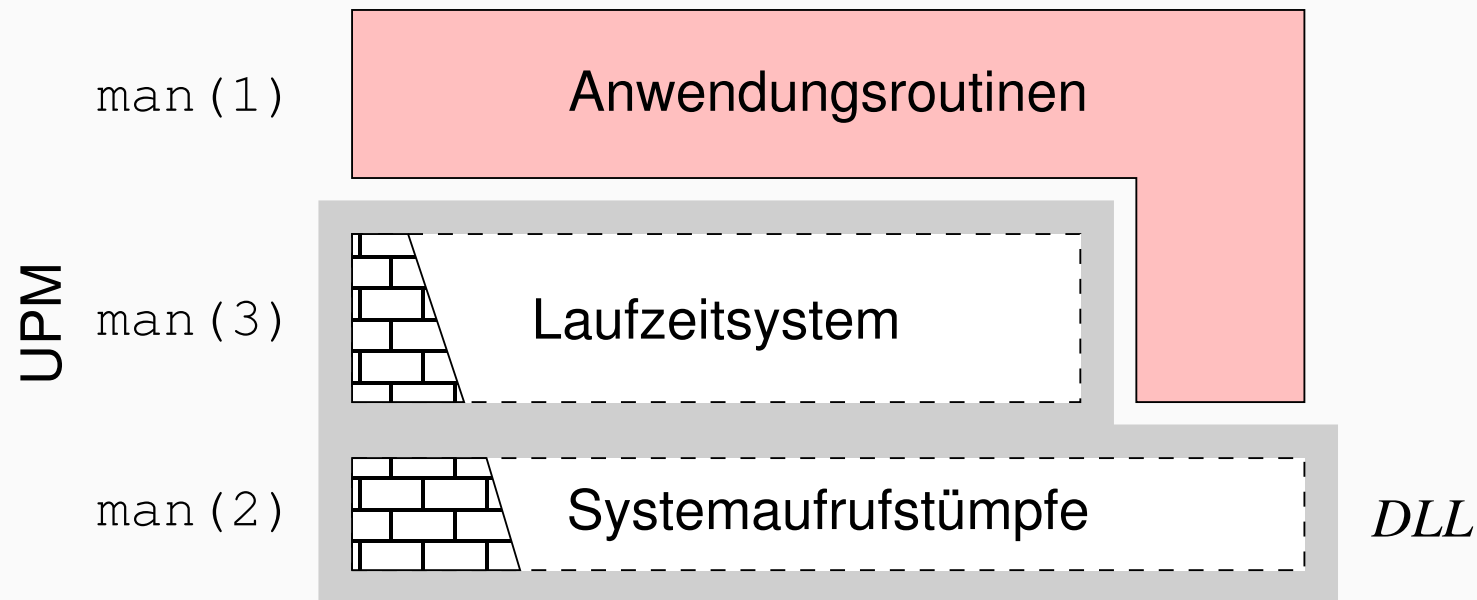 man(1)
Anwendungsroutinen
UPM
man(3)
Laufzeitsystem
man(2)
Systemaufrufstümpfe
DLL